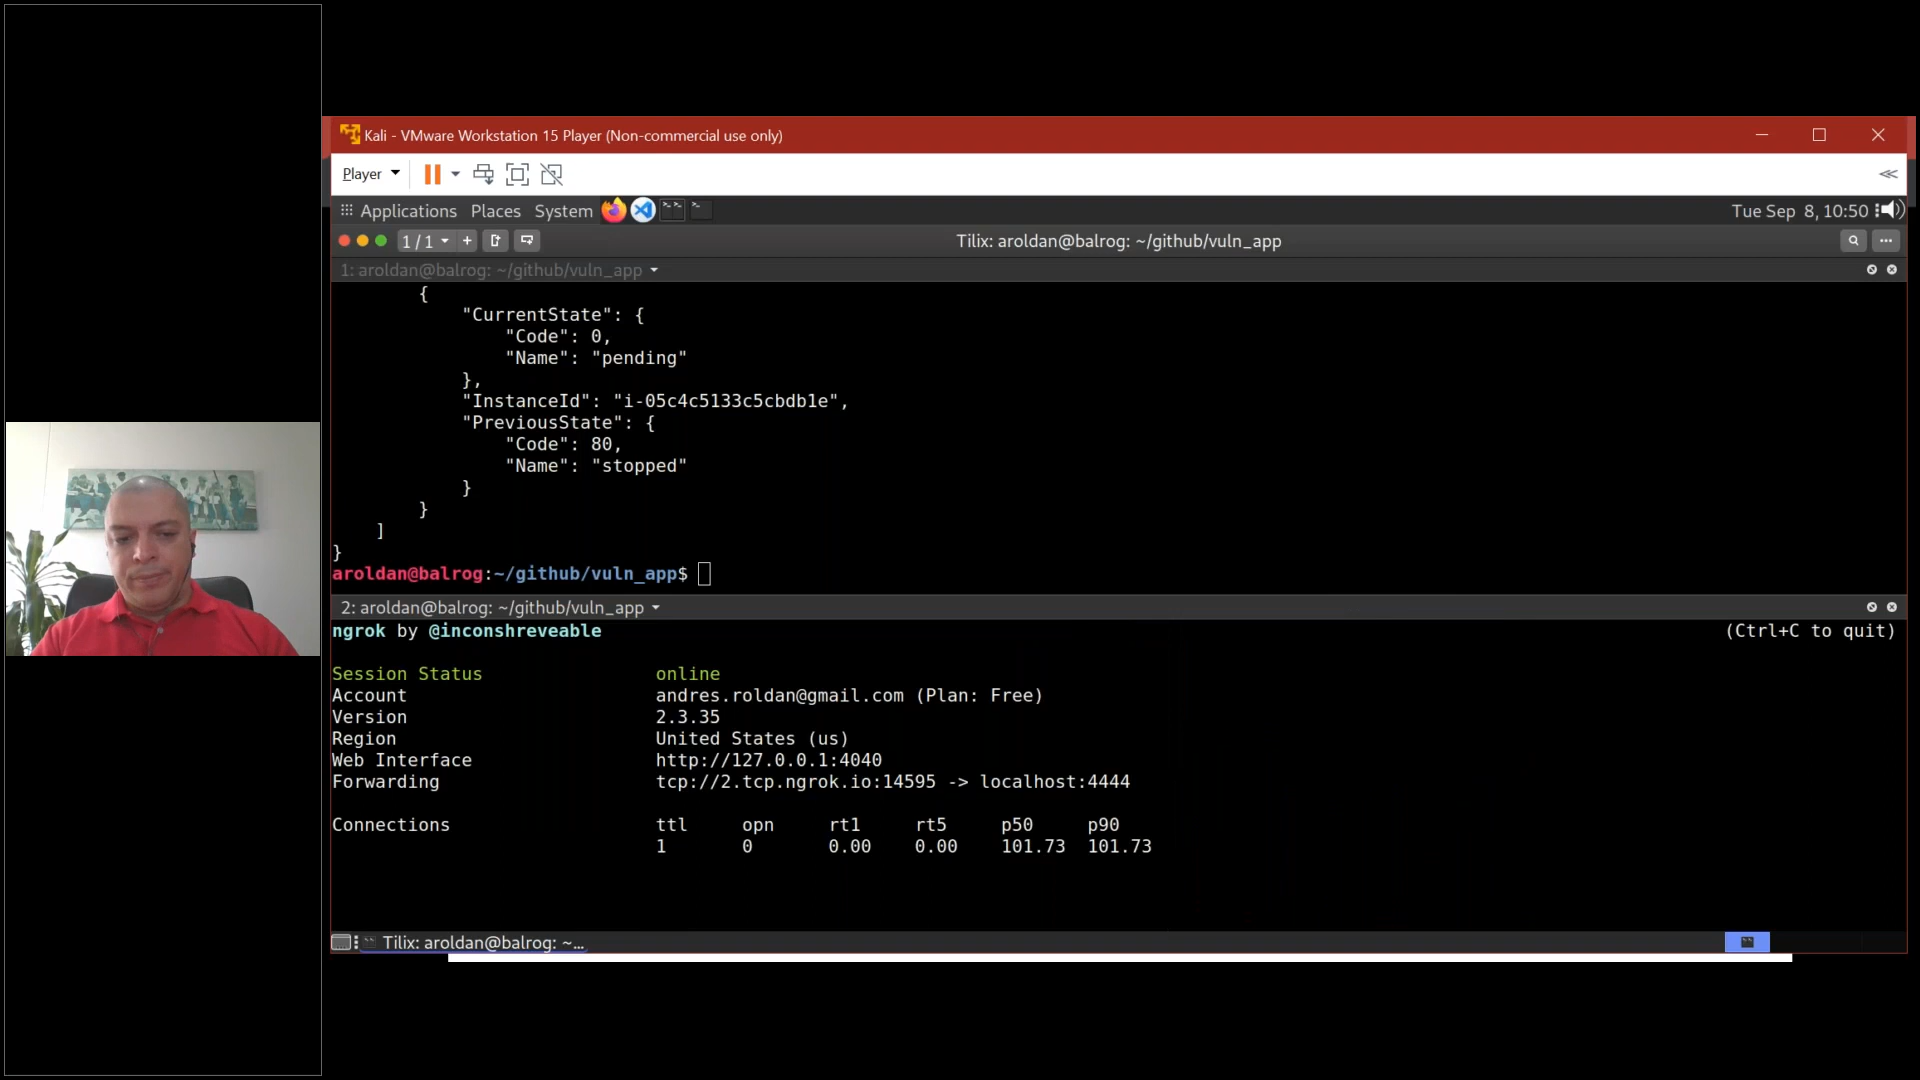 Kali - VMware Workstation 15 Player (Non-commercial use only)
Player
Applications Places System
Tue Sep 8, 10:50
1 / 1
Tilix: aroldan@balrog: ~/github/vuln_app
1: aroldan@balrog: ~/github/vuln_app
{
"CurrentState": {
"Code": 0,
"Name": "pending"
},
"InstanceId": "i-05c4c5133c5cbdb1e",
"PreviousState": {
"Code": 80,
"Name": "stopped"
}
}
]
}
aroldan@balrog:~/github/vuln_app$
2: aroldan@balrog: ~/github/vuln_app
ngrok by @inconshreveable (Ctrl+C to quit)
Session Status online
Account andres.roldan@gmail.com (Plan: Free)
Version 2.3.35
Region United States (us)
Web Interface http://127.0.0.1:4040
Forwarding tcp://2.tcp.ngrok.io:14595 -> localhost:4444
Connections ttl opn rt1 rt5 p50 p90
1 0 0.00 0.00 101.73 101.73
Tilix: aroldan@balrog: ~...